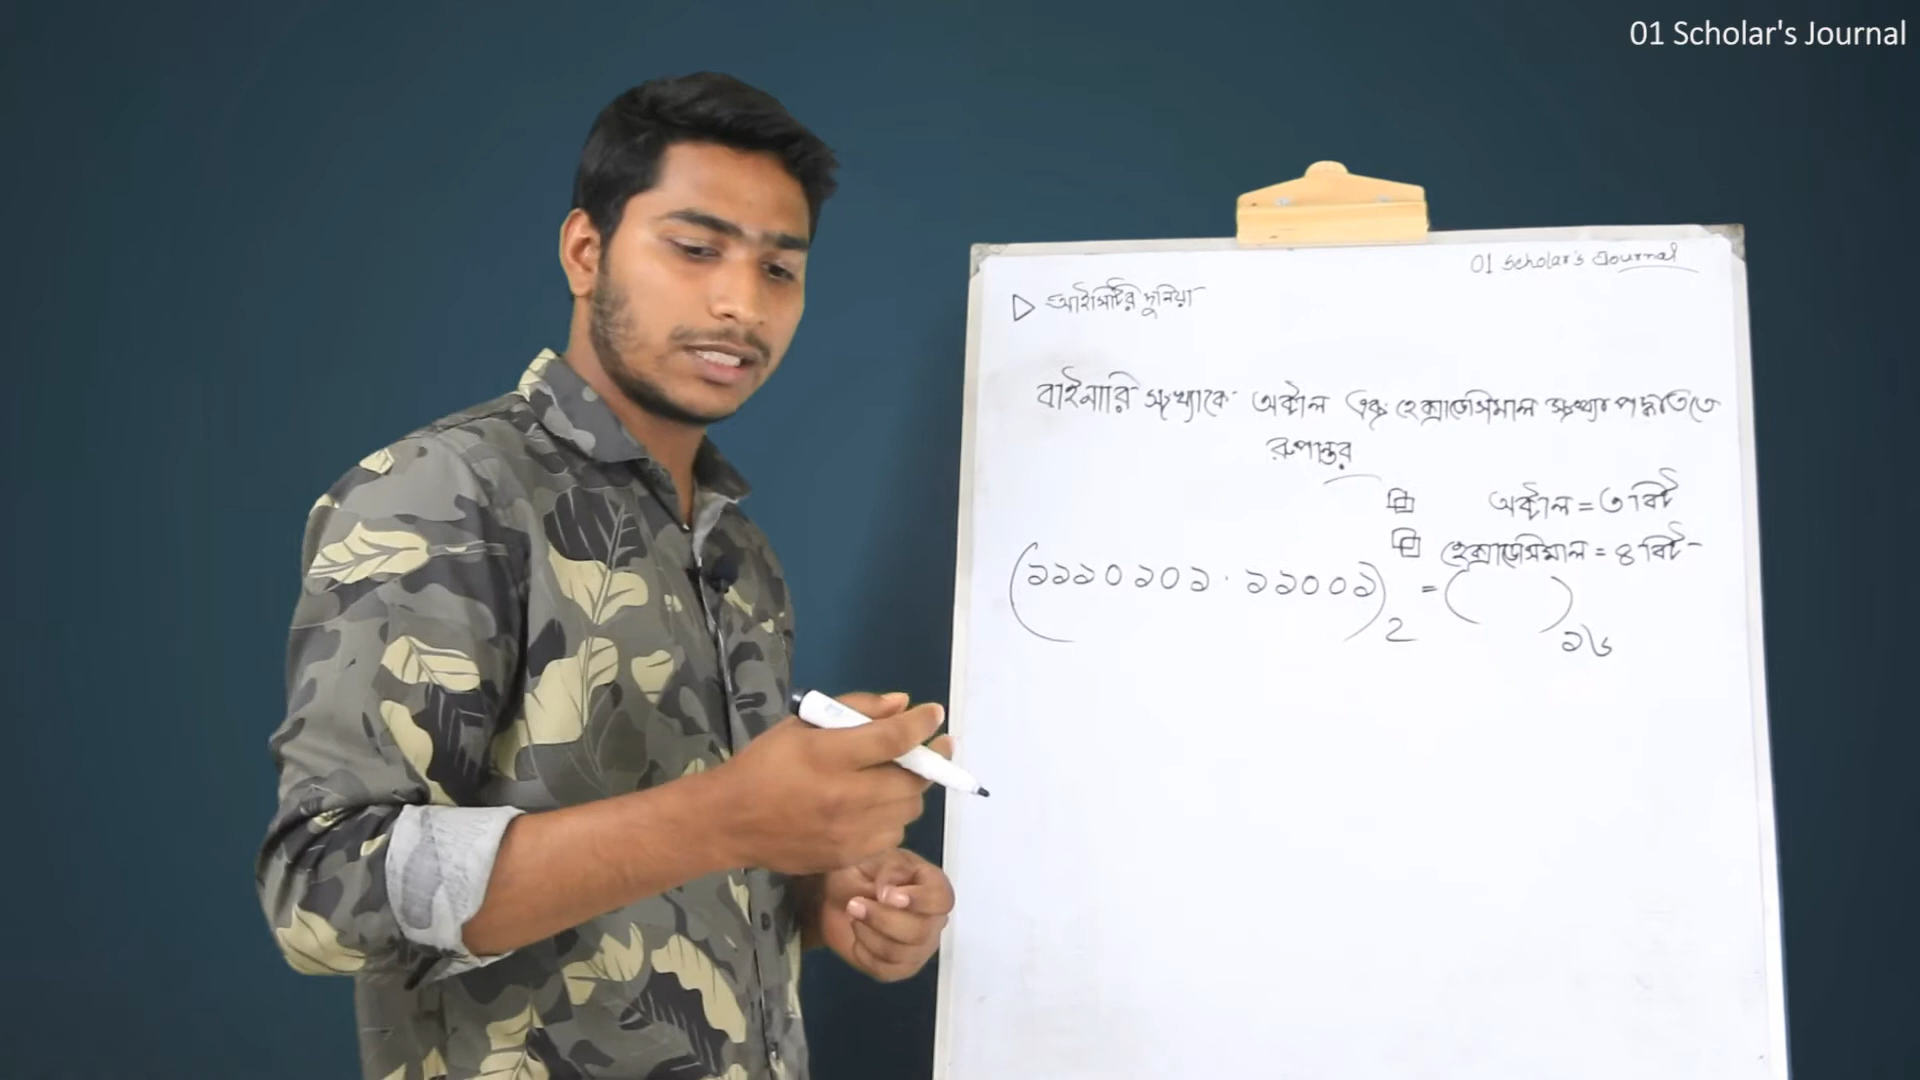 01 Scholar's Journal
01 Scholar's Journal
▷ আইসিটির দুনিয়া
বাইনারি সংখ্যাকে অক্টাল এবং হেক্সাডেসিমাল সংখ্যা পদ্ধতিতে
রুপান্তর
অক্টাল = ৩ বিট
হেক্সাডেসিমাল = ৪ বিট
(১১১০১০১.১১০০১)2 = ( )১৬